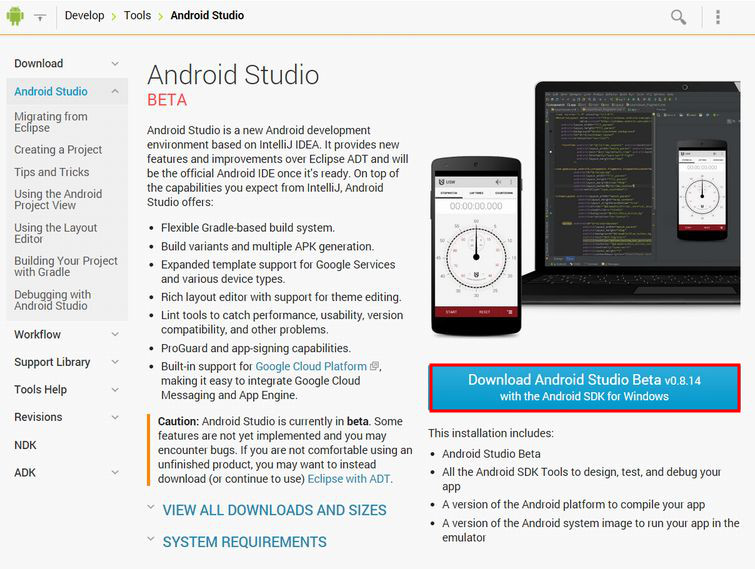 Develop > Tools > Android Studio
Download
Android Studio
Migrating from
Eclipse
Creating a Project
Tips and Tricks
Using the Android
Project View
Using the Layout
Editor
Building Your Project
with Gradle
Debugging with
Android Studio
Workflow
Support Library
Tools Help
Revisions
NDK
ADK
Android Studio
BETA
Android Studio is a new Android development
environment based on IntelliJ IDEA. It provides new
features and improvements over Eclipse ADT and will
be the official Android IDE once it's ready. On top of
the capabilities you expect from IntelliJ, Android
Studio offers:
• Flexible Gradle-based build system.
• Build variants and multiple APK generation.
• Expanded template support for Google Services
and various device types.
• Rich layout editor with support for theme editing.
• Lint tools to catch performance, usability, version
compatibility, and other problems.
• ProGuard and app-signing capabilities.
• Built-in support for Google Cloud Platform,
making it easy to integrate Google Cloud
Messaging and App Engine.
Caution: Android Studio is currently in beta. Some
features are not yet implemented and you may
encounter bugs. If you are not comfortable using an
unfinished product, you may want to instead
download (or continue to use) Eclipse with ADT.
VIEW ALL DOWNLOADS AND SIZES
SYSTEM REQUIREMENTS
USW
STOPWATCH LAP TIMES COUNTDOWN
00:00:00.000
START RESET
Download Android Studio Beta v0.8.14
with the Android SDK for Windows
This installation includes:
• Android Studio Beta
• All the Android SDK Tools to design, test, and debug your
app
• A version of the Android platform to compile your app
• A version of the Android system image to run your app in the
emulator